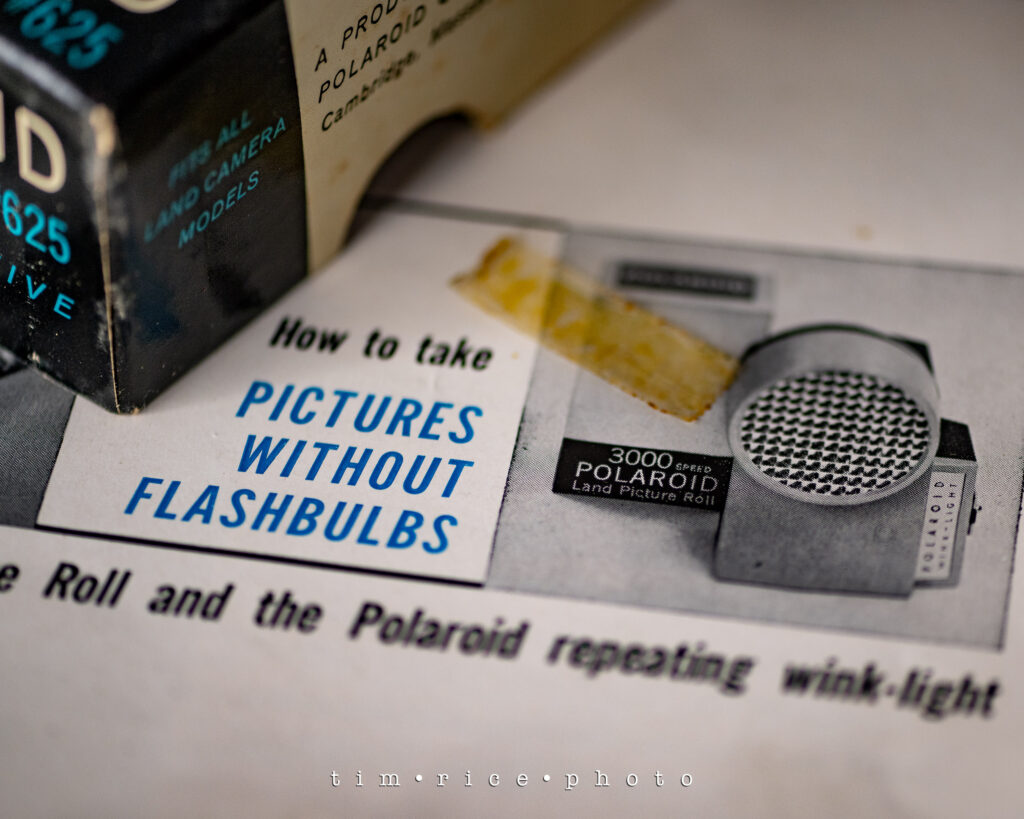 #625
A PROD
POLAROID
Cambridge,
ID
625
IVE
FITS ALL
LAND CAMERA
MODELS
How to take
PICTURES
WITHOUT
FLASHBULBS
3000 SPEED
POLAROID
Land Picture Roll
POLAROID
WINK-LIGHT
e Roll and the Polaroid repeating wink-light
tim•rice•photo